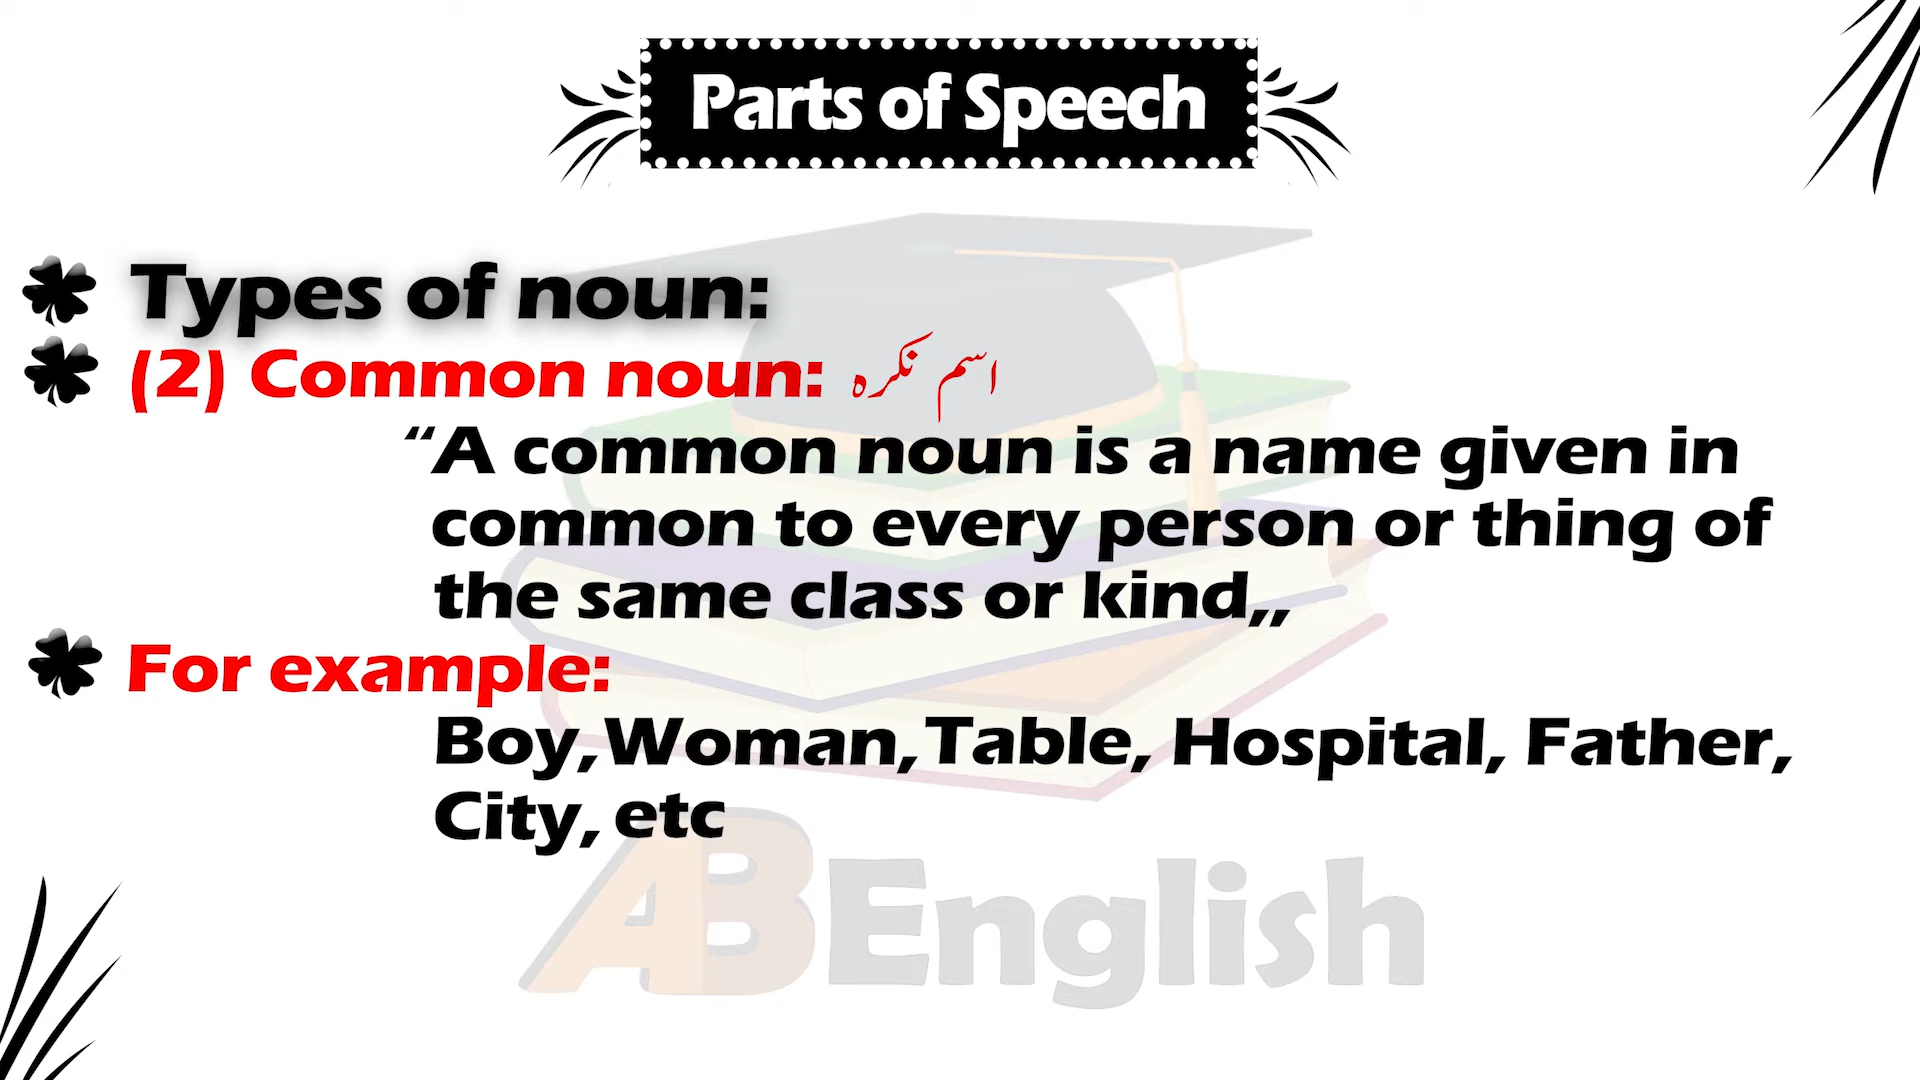 Parts of Speech
Types of noun:
(2) Common noun: اسم نکرہ
“A common noun is a name given in
common to every person or thing of
the same class or kind,,
For example:
Boy,Woman,Table, Hospital, Father,
City, etc
ABEnglish